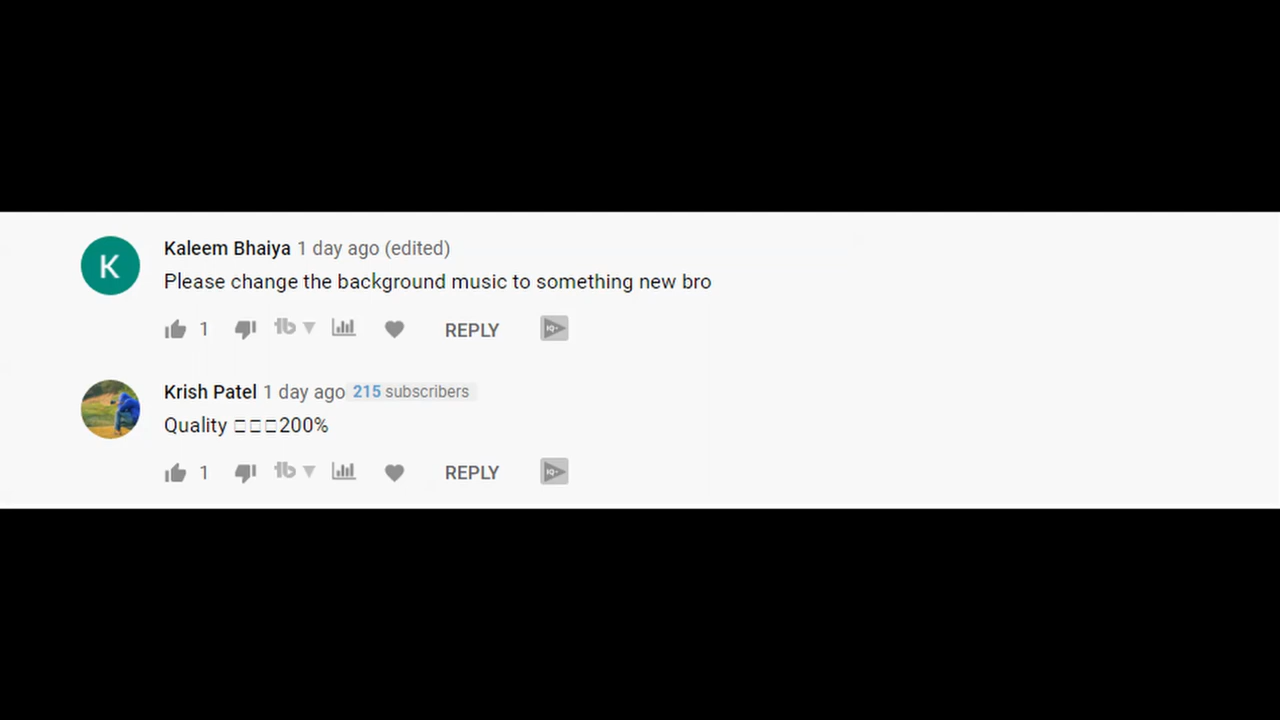 Kaleem Bhaiya 1 day ago (edited)
Please change the background music to something new bro
1 REPLY
Krish Patel 1 day ago 215 subscribers
Quality □□□200%
1 REPLY